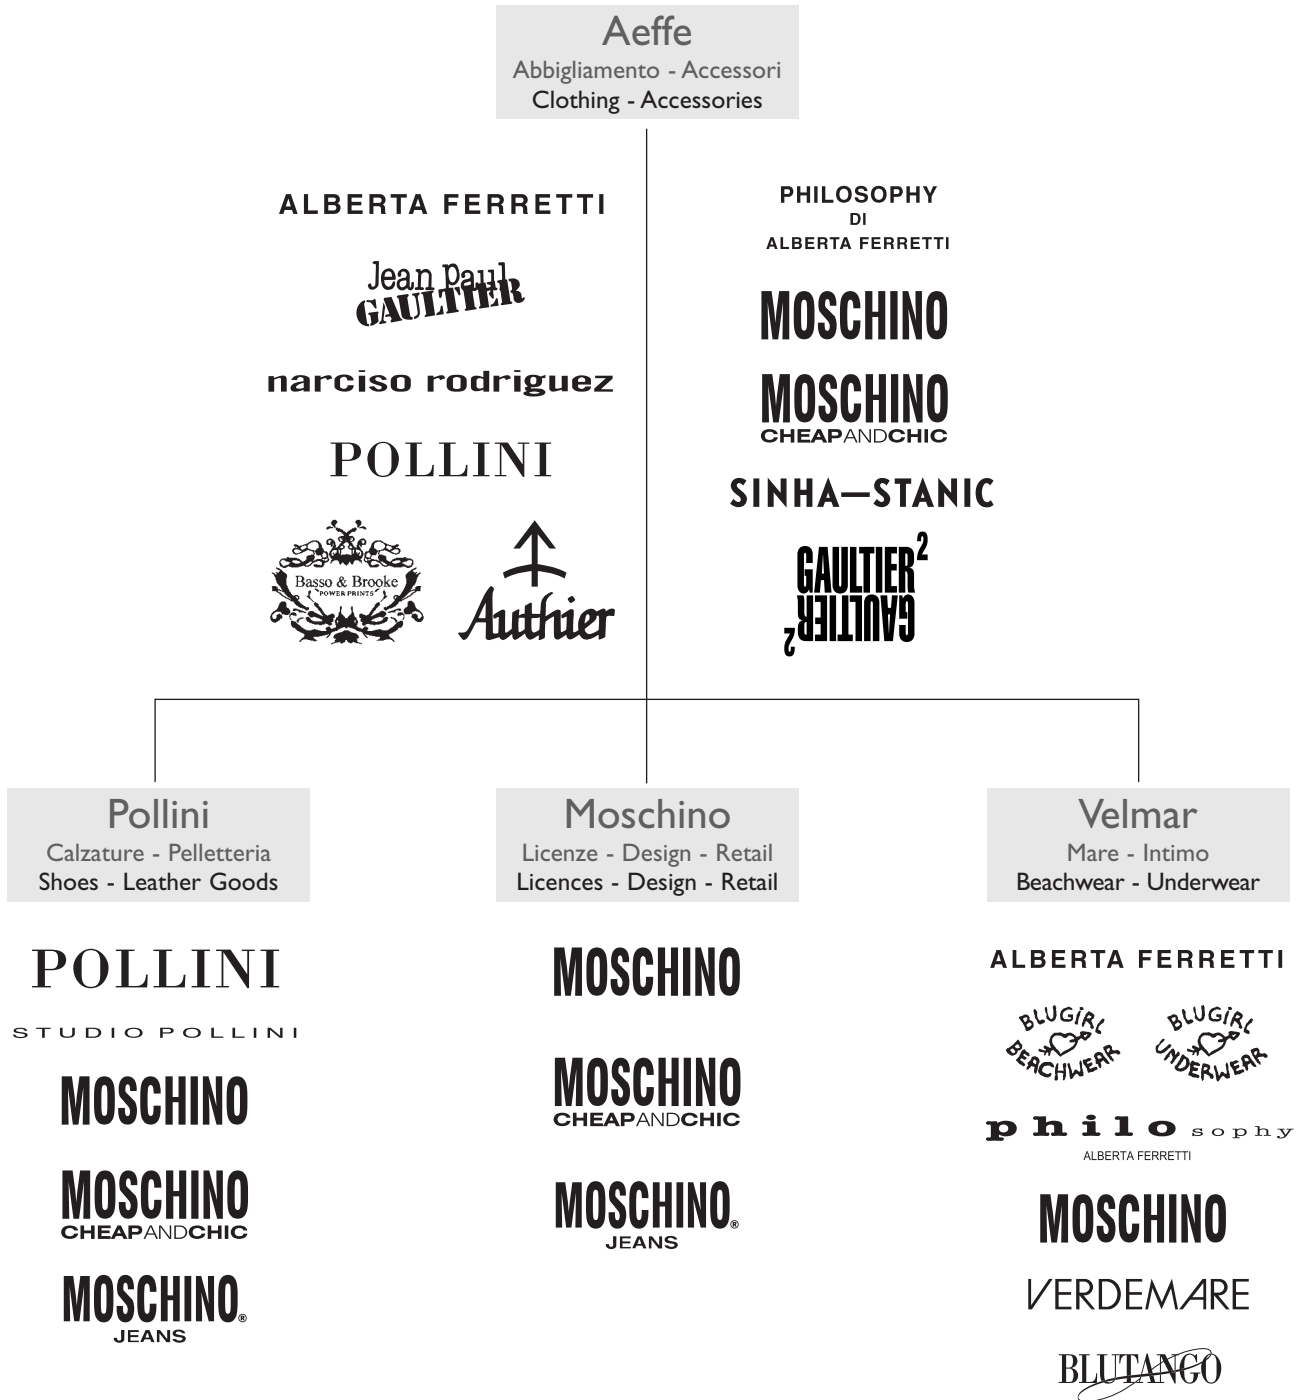 Aeffe
Abbigliamento - Accessori
Clothing - Accessories
ALBERTA FERRETTI
Jean Paul
GAULTIER
narciso rodriguez
POLLINI
Basso & Brooke
POWER PRINTS
Authier
PHILOSOPHY
DI
ALBERTA FERRETTI
MOSCHINO
MOSCHINO
CHEAPANDCHIC
SINHA—STANIC
GAULTIER²
GAULTIER²
Pollini
Calzature - Pelletteria
Shoes - Leather Goods
POLLINI
STUDIO POLLINI
MOSCHINO
MOSCHINO
CHEAPANDCHIC
MOSCHINO®
JEANS
Moschino
Licenze - Design - Retail
Licences - Design - Retail
MOSCHINO
MOSCHINO
CHEAPANDCHIC
MOSCHINO®
JEANS
Velmar
Mare - Intimo
Beachwear - Underwear
ALBERTA FERRETTI
BLUGiRL
BEACHWEAR
BLUGiRL
UNDERWEAR
philosophy
ALBERTA FERRETTI
MOSCHINO
VERDEMARE
BLUTANGO